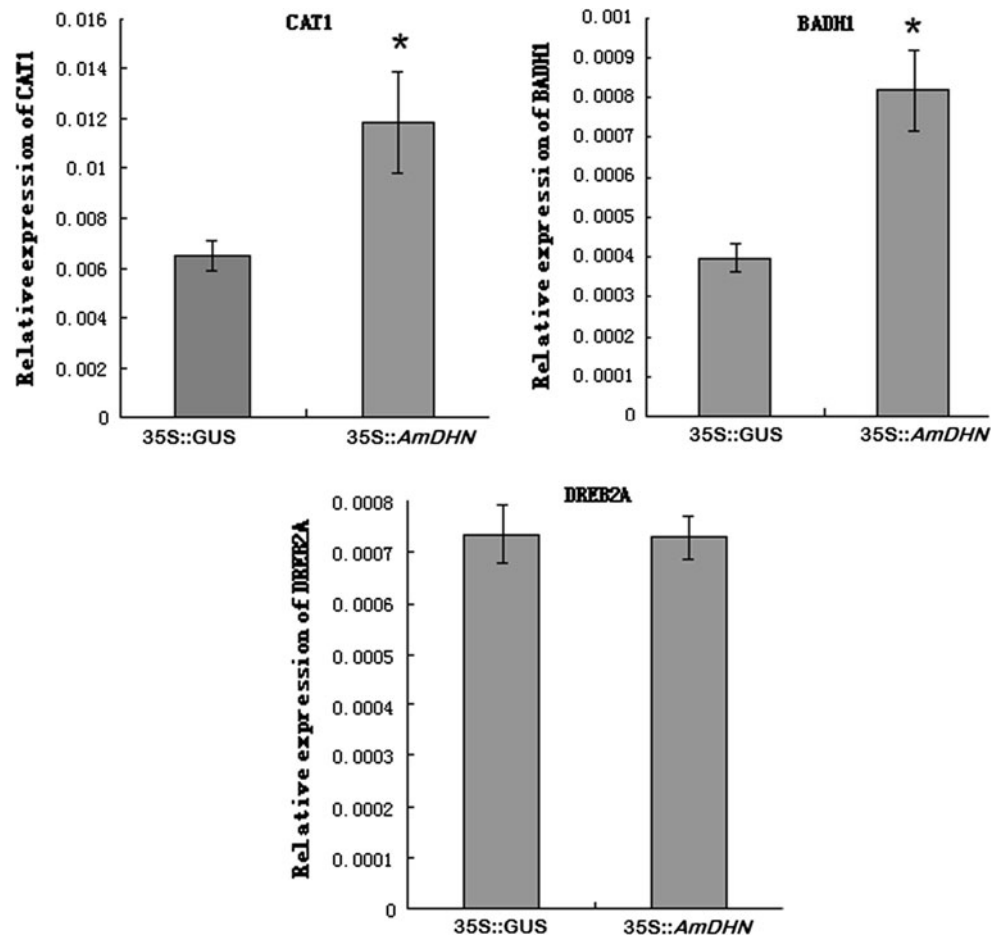 CAT1
*
Relative expression of CAT1
0.016
0.014
0.012
0.01
0.008
0.006
0.004
0.002
0
35S::GUS
35S::AmDHN
BADH1
*
Relative expression of BADH1
0.001
0.0009
0.0008
0.0007
0.0006
0.0005
0.0004
0.0003
0.0002
0.0001
0
35S::GUS
35S::AmDHN
DREB2A
Relative expression of DREB2A
0.0008
0.0007
0.0006
0.0005
0.0004
0.0003
0.0002
0.0001
0
35S::GUS
35S::AmDHN